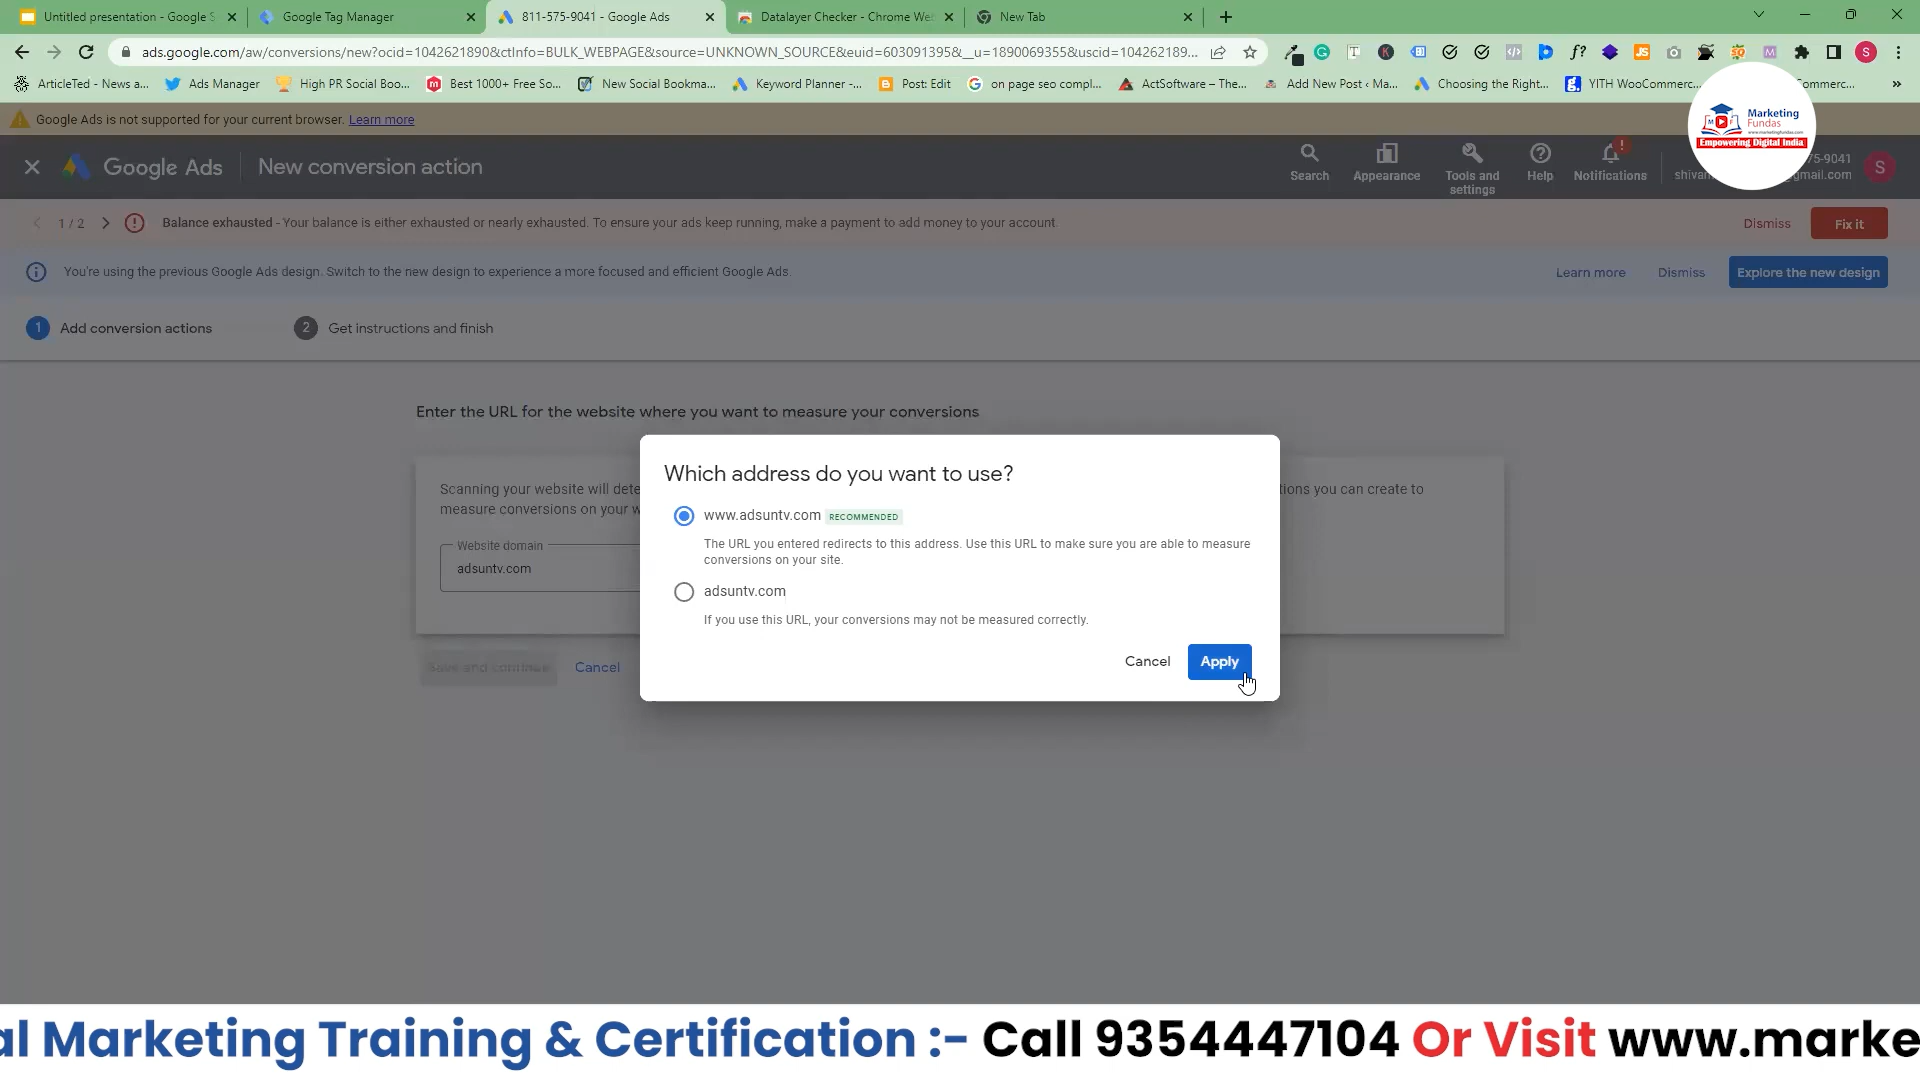 Untitled presentation - Google S
Google Tag Manager
811-575-9041 - Google Ads
Datalayer Checker - Chrome Web
New Tab
ads.google.com/aw/conversions/new?ocid=1042621890&ctInfo=BULK_WEBPAGE&source=UNKNOWN_SOURCE&euid=603091395&__u=1890069355&uscid=104262189...
ArticleTed - News a...
Ads Manager
High PR Social Boo...
Best 1000+ Free So...
New Social Bookma...
Keyword Planner -...
Post: Edit
on page seo compl...
ActSoftware – The...
Add New Post ‹ Ma...
Choosing the Right...
YITH WooCommerc...
ommerc...
»
Google Ads is not supported for your current browser. Learn more
Marketing
Fundas
www.marketingfundas.com
Empowering Digital India
Google Ads
New conversion action
Search
Appearance
Tools and
settings
Help
Notifications
75-9041
shivan
gmail.com
S
1 / 2
Balance exhausted - Your balance is either exhausted or nearly exhausted. To ensure your ads keep running, make a payment to add money to your account.
Dismiss
Fix it
You're using the previous Google Ads design. Switch to the new design to experience a more focused and efficient Google Ads.
Learn more
Dismiss
Explore the new design
1 Add conversion actions
2 Get instructions and finish
Enter the URL for the website where you want to measure your conversions
Scanning your website will dete
tions you can create to
measure conversions on your w
Website domain
adsuntv.com
Save and continue
Cancel
Which address do you want to use?
www.adsuntv.com RECOMMENDED
The URL you entered redirects to this address. Use this URL to make sure you are able to measure
conversions on your site.
adsuntv.com
If you use this URL, your conversions may not be measured correctly.
Cancel
Apply
al Marketing Training & Certification :- Call 9354447104 Or Visit www.marke